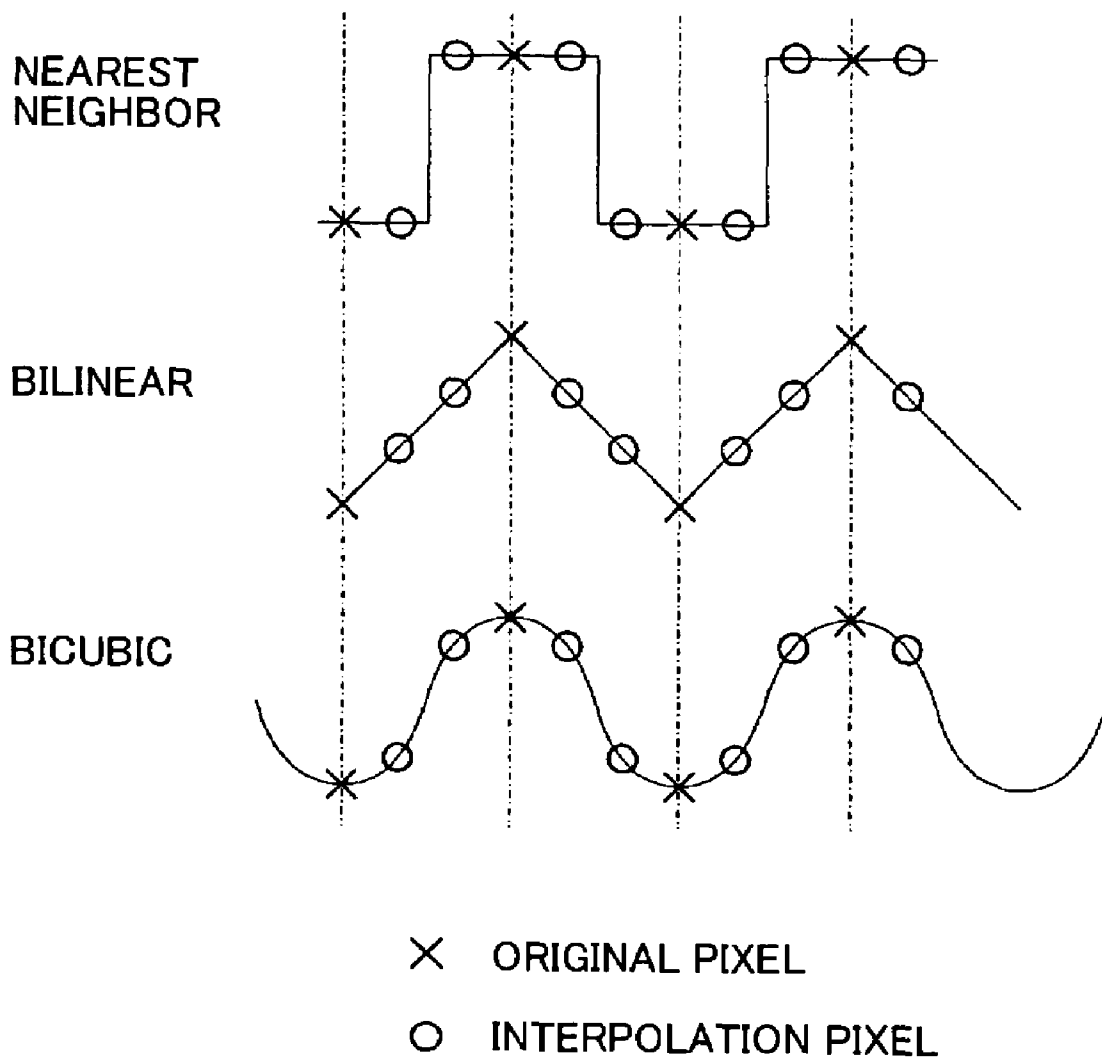 NEAREST
NEIGHBOR
BILINEAR
BICUBIC
× ORIGINAL PIXEL
○ INTERPOLATION PIXEL